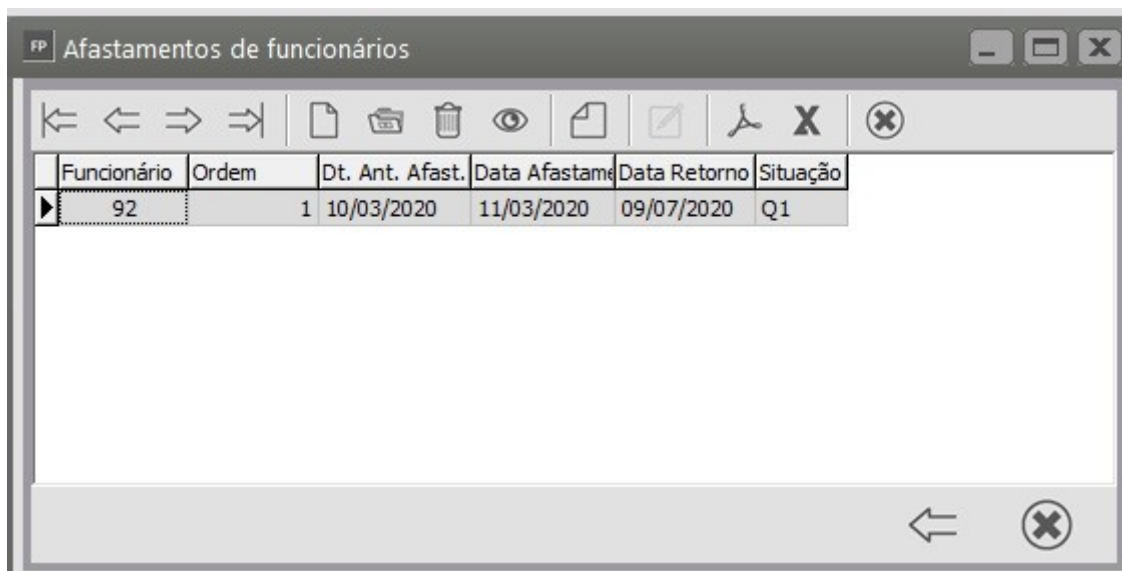 FP Afastamentos de funcionários
Funcionário Ordem Dt. Ant. Afast. Data Afastame Data Retorno Situação
92 1 10/03/2020 11/03/2020 09/07/2020 Q1